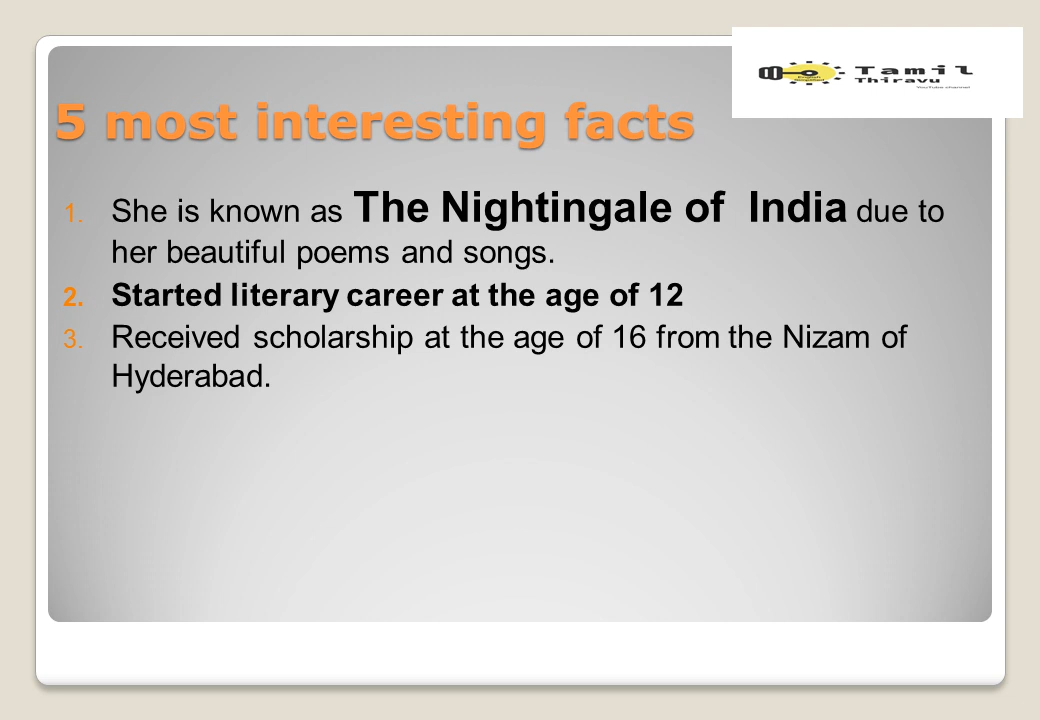 Tamil
Thiravu
YouTube channel
5 most interesting facts
1. She is known as The Nightingale of India due to
her beautiful poems and songs.
2. Started literary career at the age of 12
3. Received scholarship at the age of 16 from the Nizam of
Hyderabad.